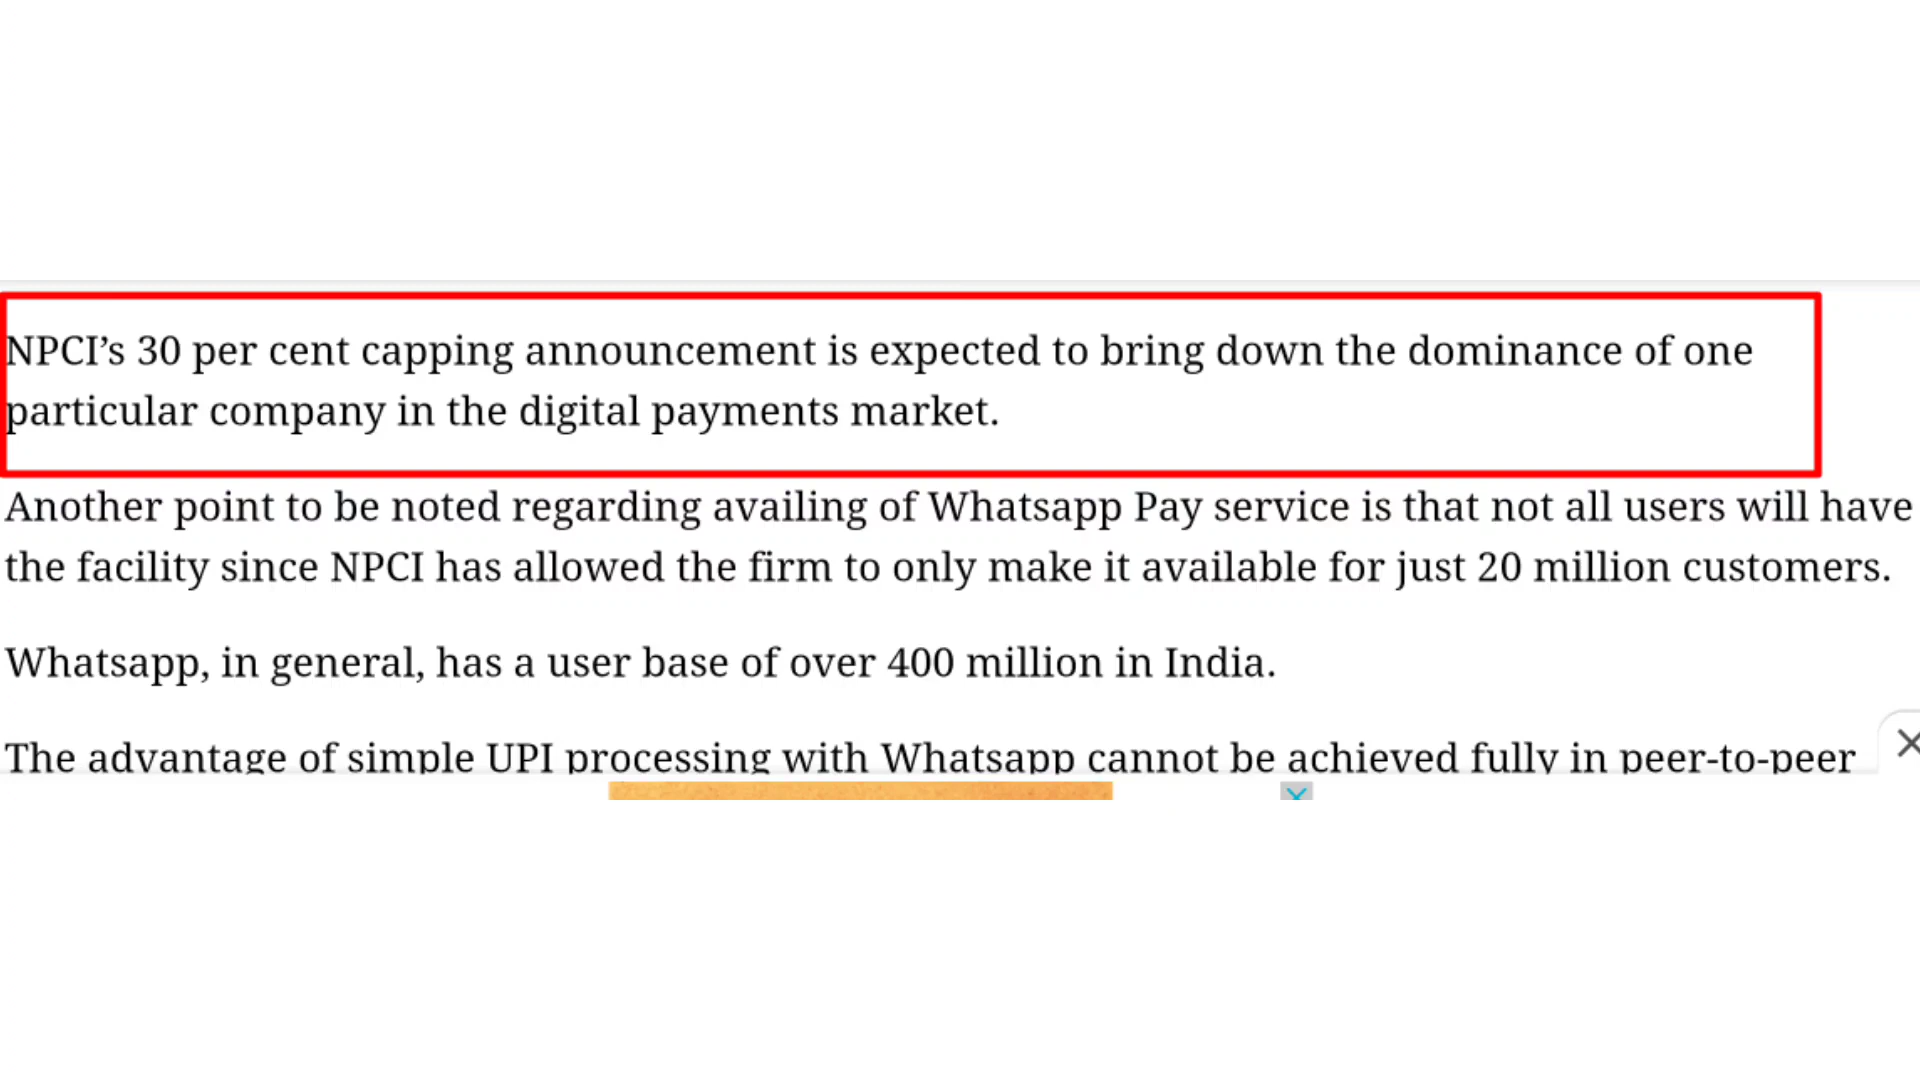 NPCI’s 30 per cent capping announcement is expected to bring down the dominance of one
particular company in the digital payments market.
Another point to be noted regarding availing of Whatsapp Pay service is that not all users will have
the facility since NPCI has allowed the firm to only make it available for just 20 million customers.
Whatsapp, in general, has a user base of over 400 million in India.
The advantage of simple UPI processing with Whatsapp cannot be achieved fully in peer-to-peer